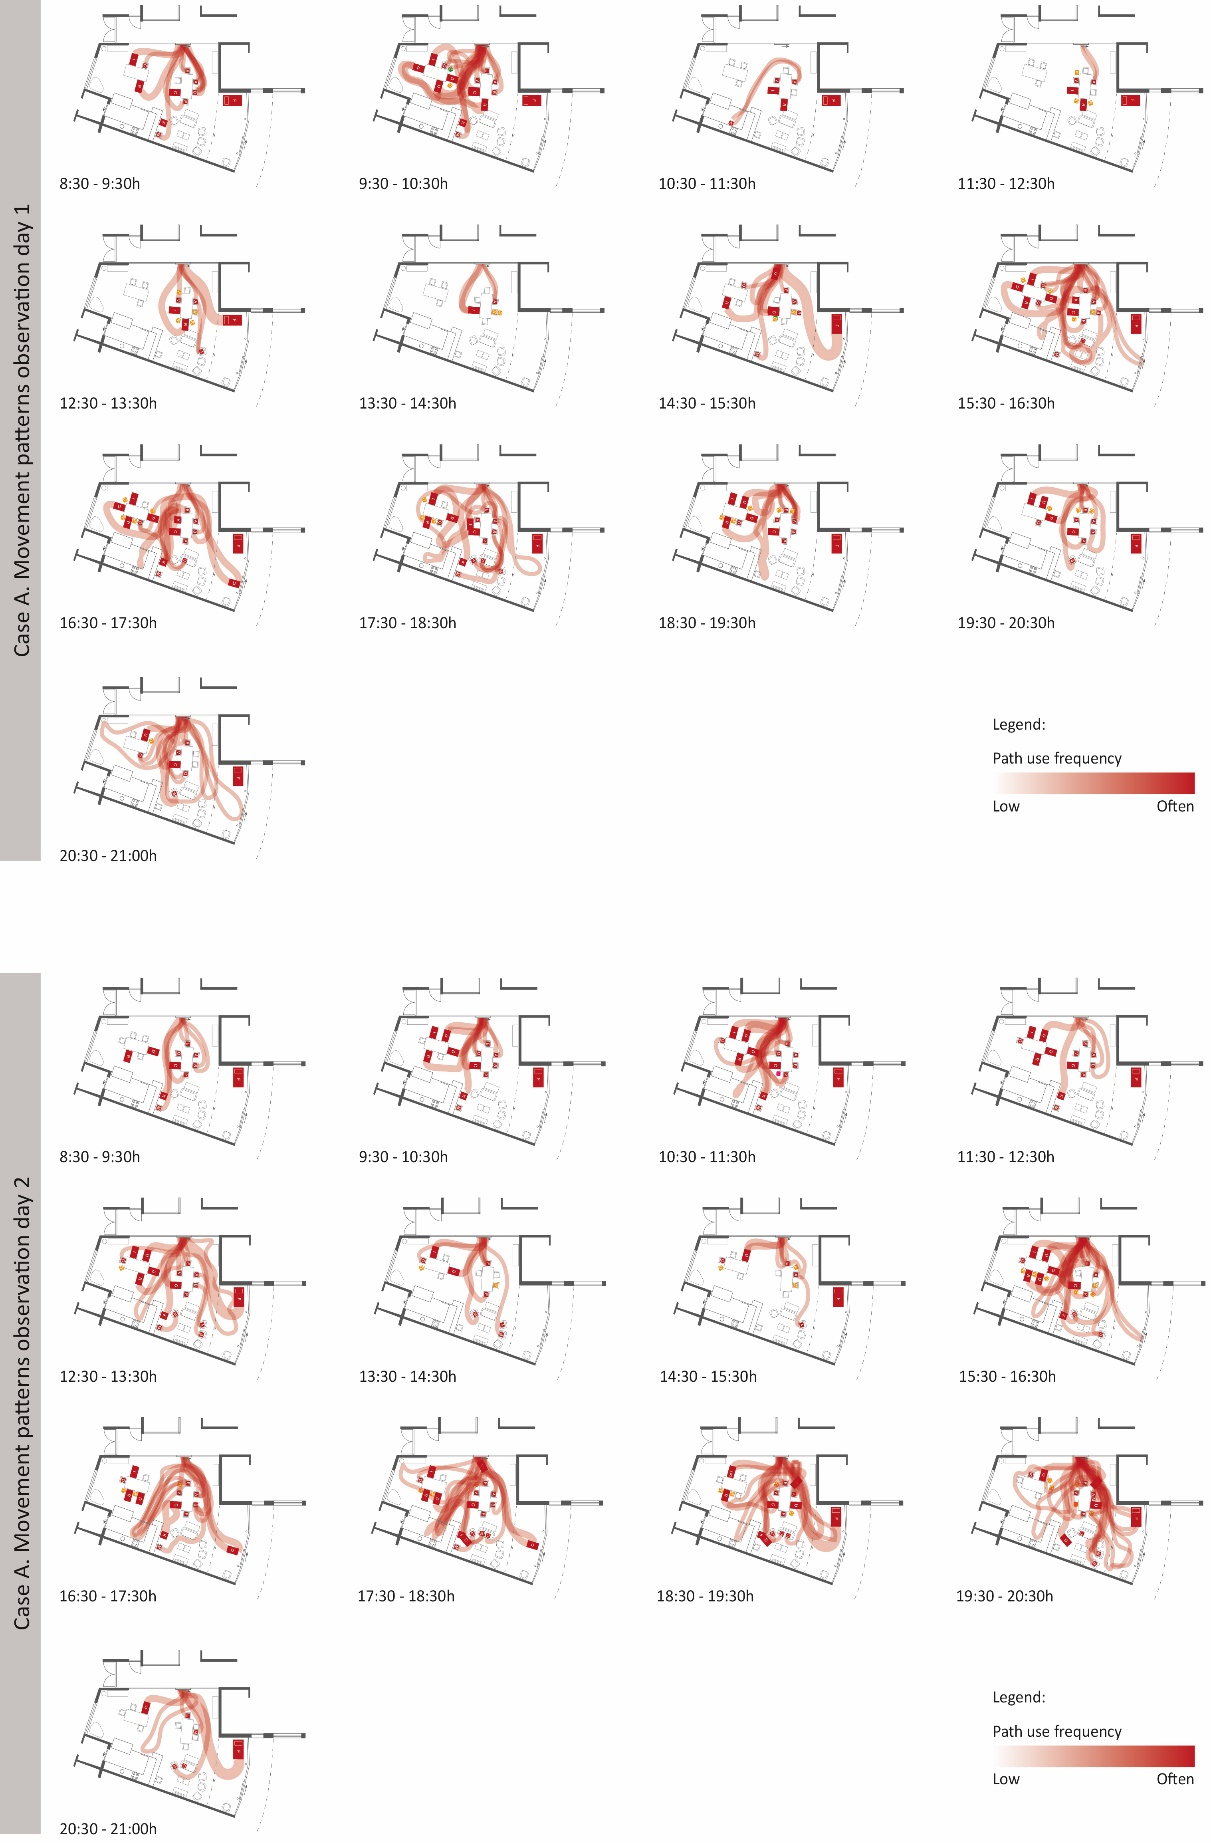 Case A. Movement patterns observation day 1
8:30 - 9:30h
9:30 - 10:30h
10:30 - 11:30h
11:30 - 12:30h
12:30 - 13:30h
13:30 - 14:30h
14:30 - 15:30h
15:30 - 16:30h
16:30 - 17:30h
17:30 - 18:30h
18:30 - 19:30h
19:30 - 20:30h
20:30 - 21:00h
Legend:
Path use frequency
Low Often
Case A. Movement patterns observation day 2
8:30 - 9:30h
9:30 - 10:30h
10:30 - 11:30h
11:30 - 12:30h
12:30 - 13:30h
13:30 - 14:30h
14:30 - 15:30h
15:30 - 16:30h
16:30 - 17:30h
17:30 - 18:30h
18:30 - 19:30h
19:30 - 20:30h
20:30 - 21:00h
Legend:
Path use frequency
Low Often